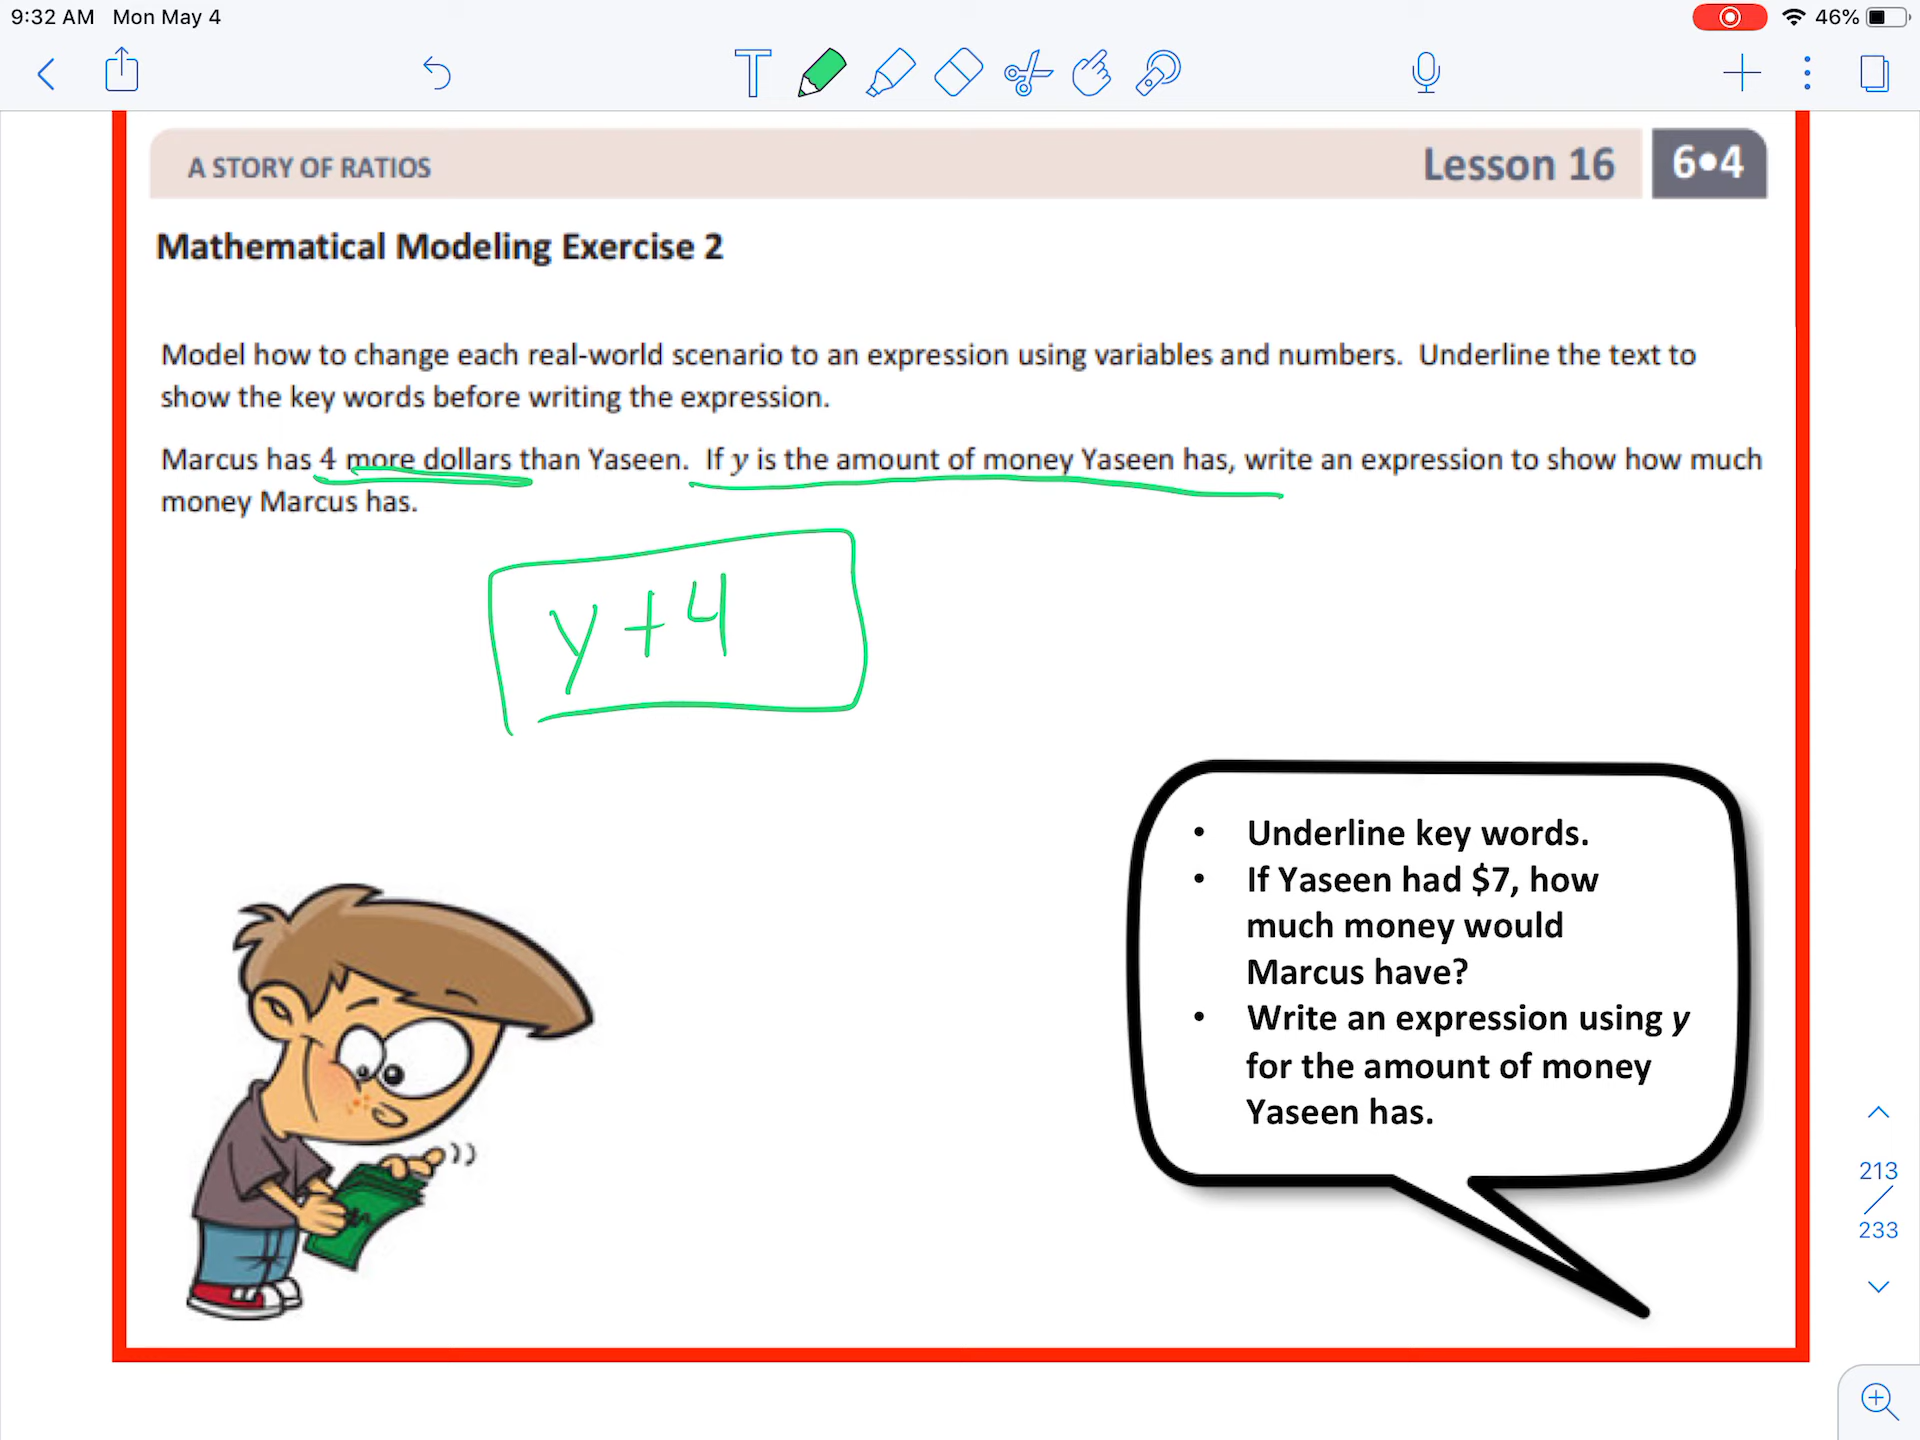 9:32 AM Mon May 4
46%
T
A STORY OF RATIOS
Lesson 16
6•4
Mathematical Modeling Exercise 2
Model how to change each real-world scenario to an expression using variables and numbers. Underline the text to
show the key words before writing the expression.
Marcus has 4 more dollars than Yaseen. If y is the amount of money Yaseen has, write an expression to show how much
money Marcus has.
y + 4
• Underline key words.
• If Yaseen had $7, how
much money would
Marcus have?
• Write an expression using y
for the amount of money
Yaseen has.
213
/
233